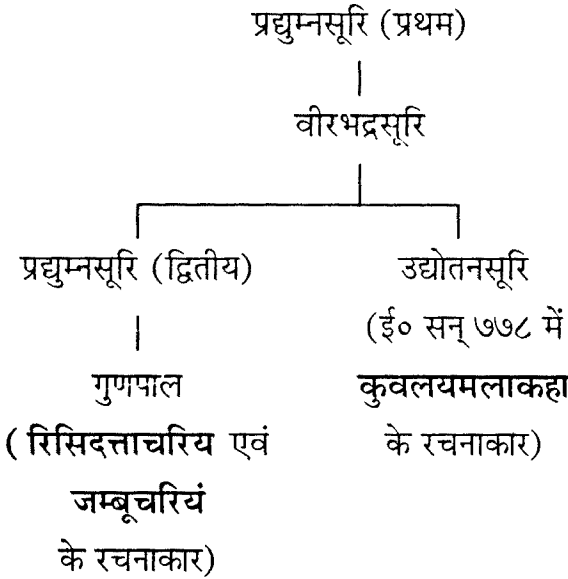 प्रद्युम्नसूरि (प्रथम)
वीरभद्रसूरि
प्रद्युम्नसूरि (द्वितीय)
गुणपाल
( रिसिदत्ताचरिय एवं
जम्बूचरियं
के रचनाकार)
उद्योतनसूरि
(ई० सन् ७७८ में
कुवलयमलाकहा
के रचनाकार)